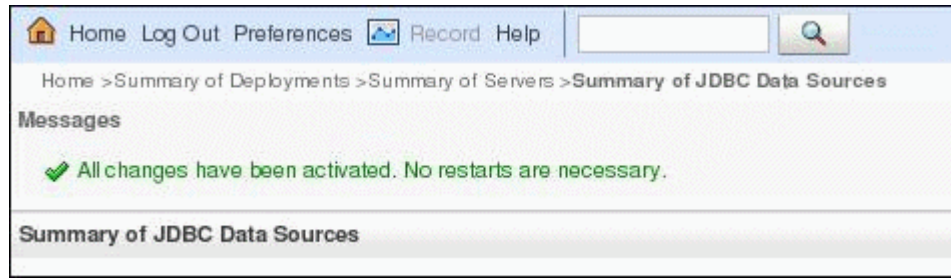 Home Log Out Preferences Record Help
Home >Summary of Deployments >Summary of Servers >Summary of JDBC Data Sources
Messages
All changes have been activated. No restarts are necessary.
Summary of JDBC Data Sources